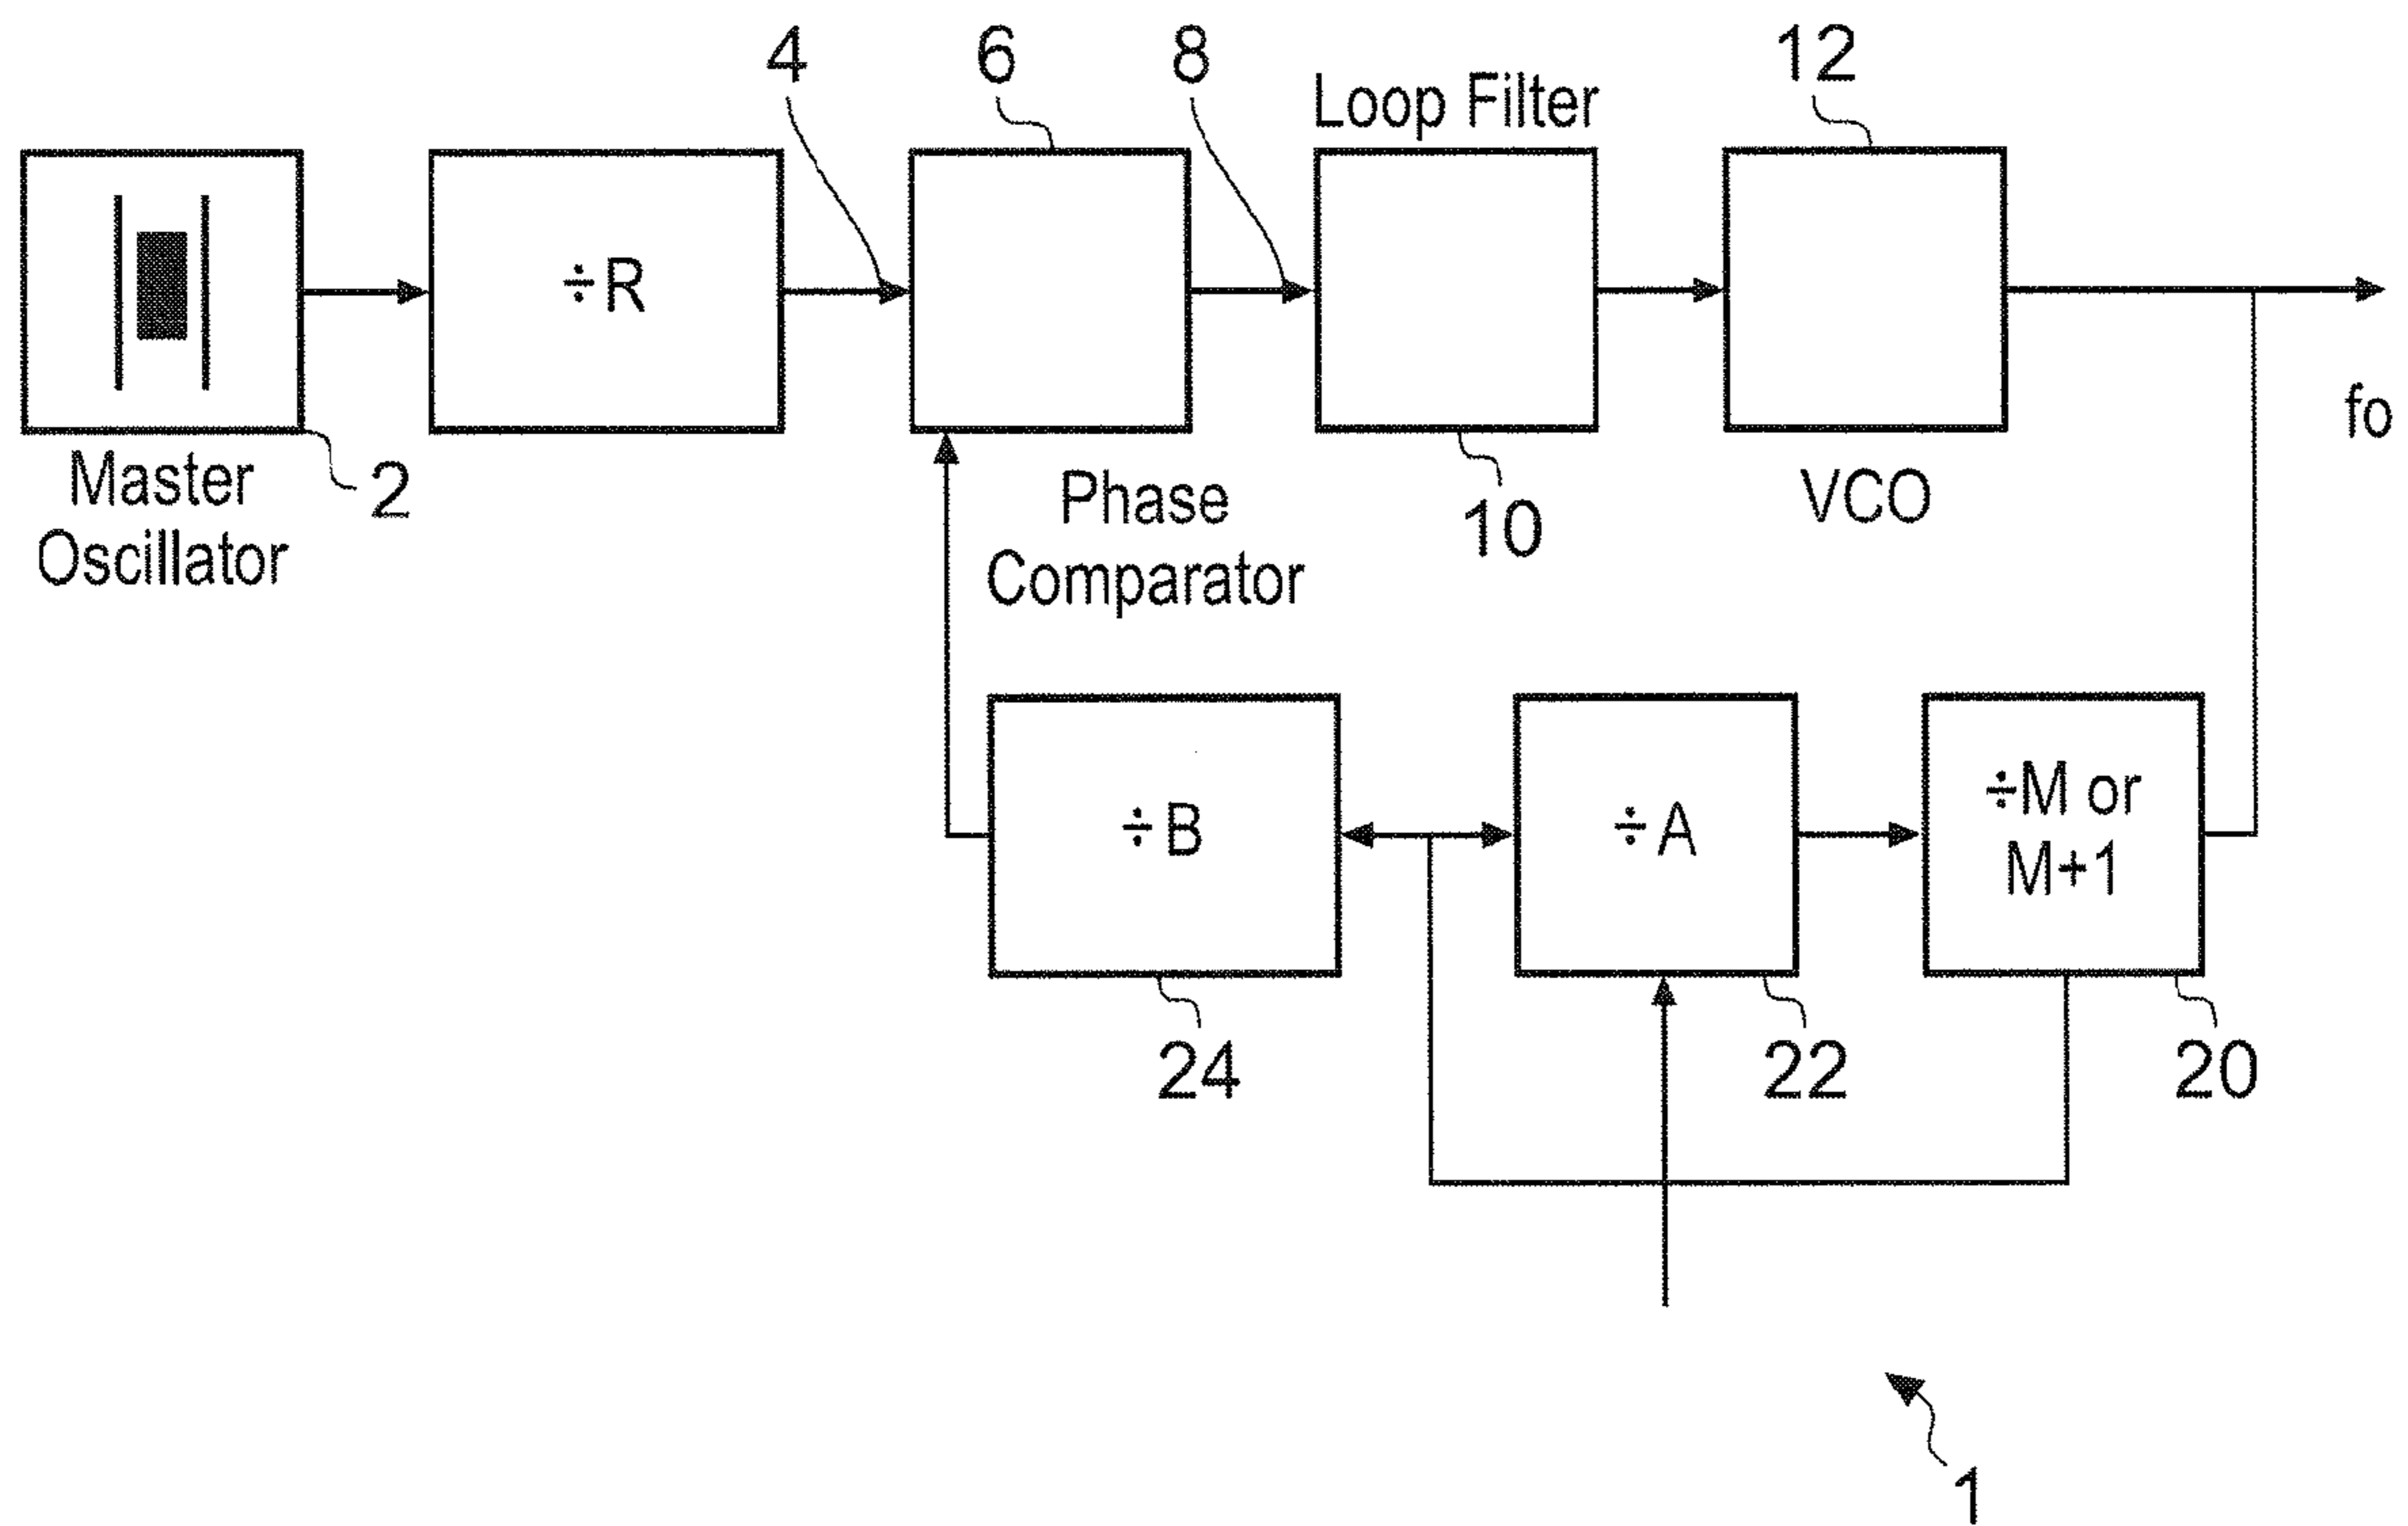 4
6
8
Loop Filter
12
÷R
fo
Master
Oscillator
2
Phase
Comparator
10
VCO
÷B
÷A
÷M or
M+1
24
22
20
1